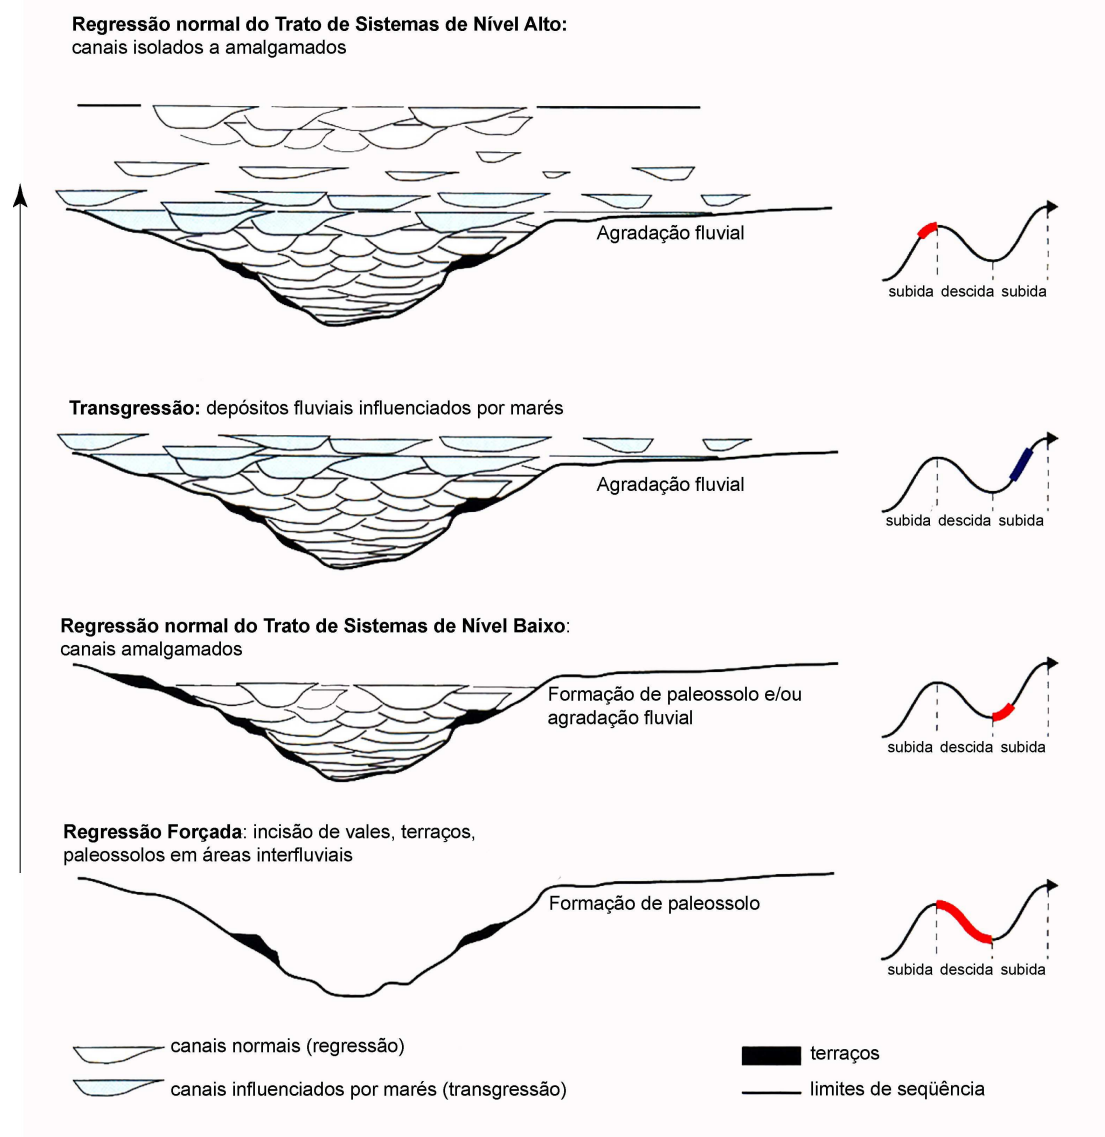 Regressão normal do Trato de Sistemas de Nível Alto:
canais isolados a amalgamados
Agradação fluvial
subida descida subida
Transgressão: depósitos fluviais influenciados por marés
Agradação fluvial
subida descida subida
Regressão normal do Trato de Sistemas de Nível Baixo:
canais amalgamados
Formação de paleossolo e/ou
agradação fluvial
subida descida subida
Regressão Forçada: incisão de vales, terraços,
paleossolos em áreas interfluviais
Formação de paleossolo
subida descida subida
canais normais (regressão)
canais influenciados por marés (transgressão)
terraços
limites de seqüência